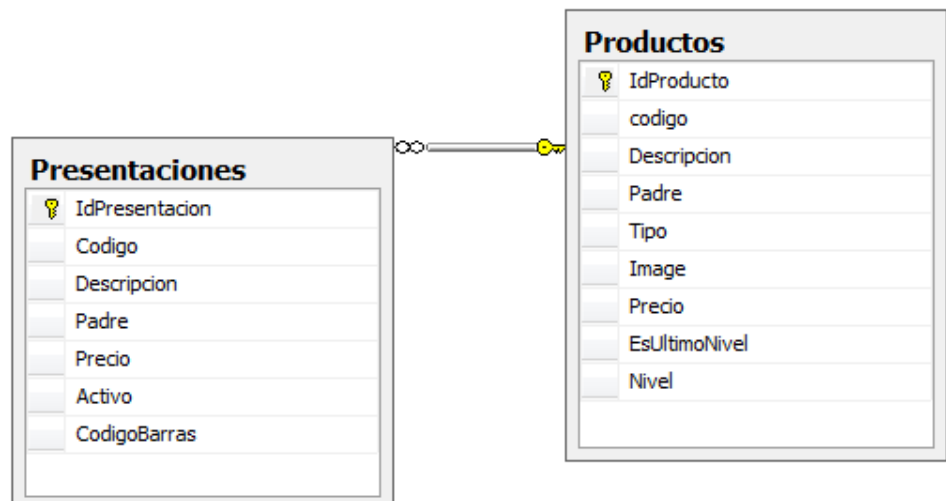 Presentaciones
IdPresentacion
Codigo
Descripcion
Padre
Precio
Activo
CodigoBarras
Productos
IdProducto
codigo
Descripcion
Padre
Tipo
Image
Precio
EsUltimoNivel
Nivel